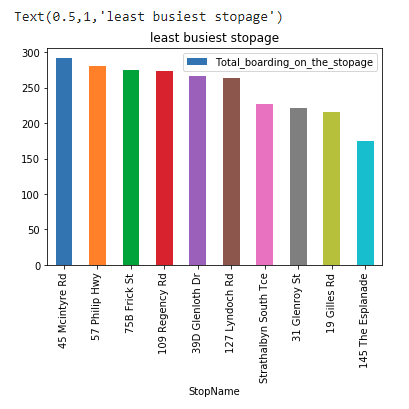 Text(0.5,1,'least busiest stopage')
least busiest stopage
Total_boarding_on_the_stopage
300
250
200
150
100
50
0
45 Mcintyre Rd
57 Philip Hwy
75B Frick St
109 Regency Rd
39D Glenloth Dr
127 Lyndoch Rd
Strathalbyn South Tce
31 Glenroy St
19 Gilles Rd
145 The Esplanade
StopName